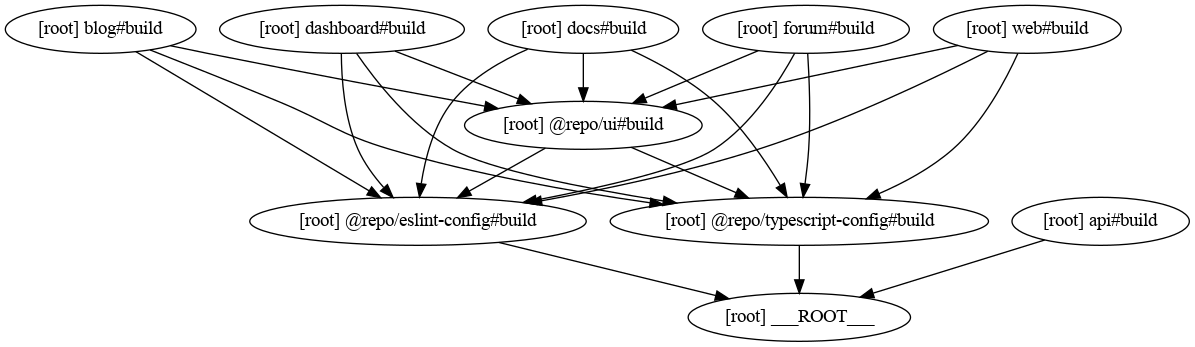 [root] blog#build
[root] dashboard#build
[root] docs#build
[root] forum#build
[root] web#build
[root] @repo/ui#build
[root] @repo/eslint-config#build
[root] @repo/typescript-config#build
[root] api#build
[root] ___ROOT___